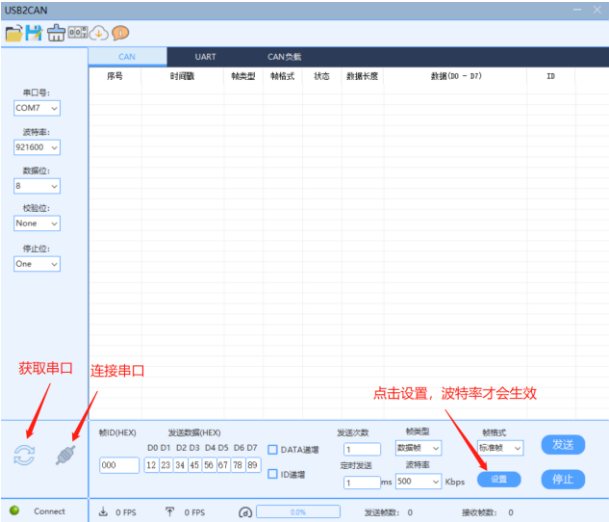 USB2CAN
CAN UART CAN负载
序号 时间戳 帧类型 帧格式 状态 数据长度 数据(D0 - D7) ID
串口号:
COM7
波特率:
921600
数据位:
8
校验位:
None
停止位:
One
获取串口 连接串口
点击设置，波特率才会生效
帧ID(HEX) 发送数据(HEX) 发送次数 帧类型 帧格式
D0 D1 D2 D3 D4 D5 D6 D7 DATA递增 1 数据帧 标准帧 发送
000 12 23 34 45 56 67 78 89 定时发送 波特率
ID递增 1 ms 500 Kbps 设置 停止
Connect 0 FPS 0 FPS 0.0% 发送帧数: 0 接收帧数: 0